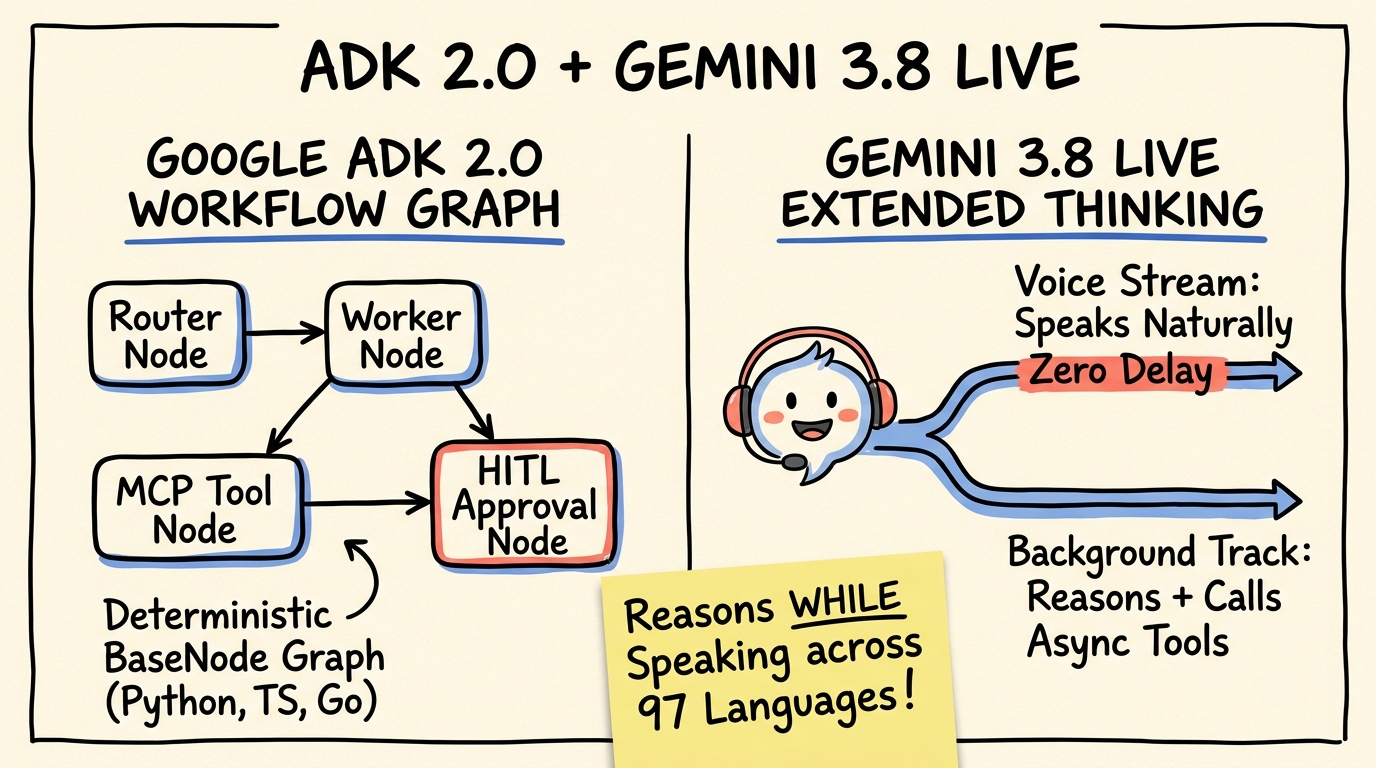 ADK 2.0 + GEMINI 3.8 LIVE
GOOGLE ADK 2.0
WORKFLOW GRAPH
Router
Node
Worker
Node
MCP Tool
Node
HITL
Approval
Node
Deterministic
BaseNode Graph
(Python, TS, Go)
GEMINI 3.8 LIVE
EXTENDED THINKING
Voice Stream:
Speaks Naturally
Zero Delay
Background Track:
Reasons + Calls
Async Tools
Reasons WHILE
Speaking across
97 Languages!